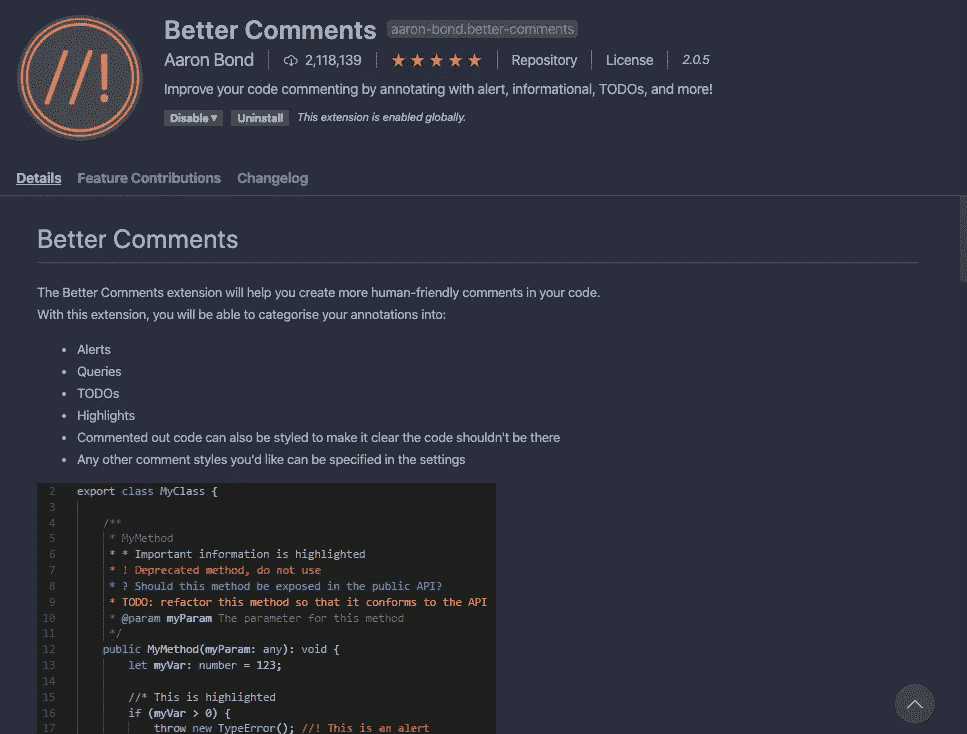 //!
Better Comments aaron-bond.better-comments
Aaron Bond 2,118,139 Repository License 2.0.5
Improve your code commenting by annotating with alert, informational, TODOs, and more!
Disable ▾ Uninstall This extension is enabled globally.
Details Feature Contributions Changelog
Better Comments
The Better Comments extension will help you create more human-friendly comments in your code.
With this extension, you will be able to categorise your annotations into:
• Alerts
• Queries
• TODOs
• Highlights
• Commented out code can also be styled to make it clear the code shouldn't be there
• Any other comment styles you'd like can be specified in the settings
2 export class MyClass {
3
4 /**
5 * MyMethod
6 * * Important information is highlighted
7 * ! Deprecated method, do not use
8 * ? Should this method be exposed in the public API?
9 * TODO: refactor this method so that it conforms to the API
10 * @param myParam The parameter for this method
11 */
12 public MyMethod(myParam: any): void {
13 let myVar: number = 123;
14
15 //* This is highlighted
16 if (myVar > 0) {
17 throw new TypeError(); //! This is an alert